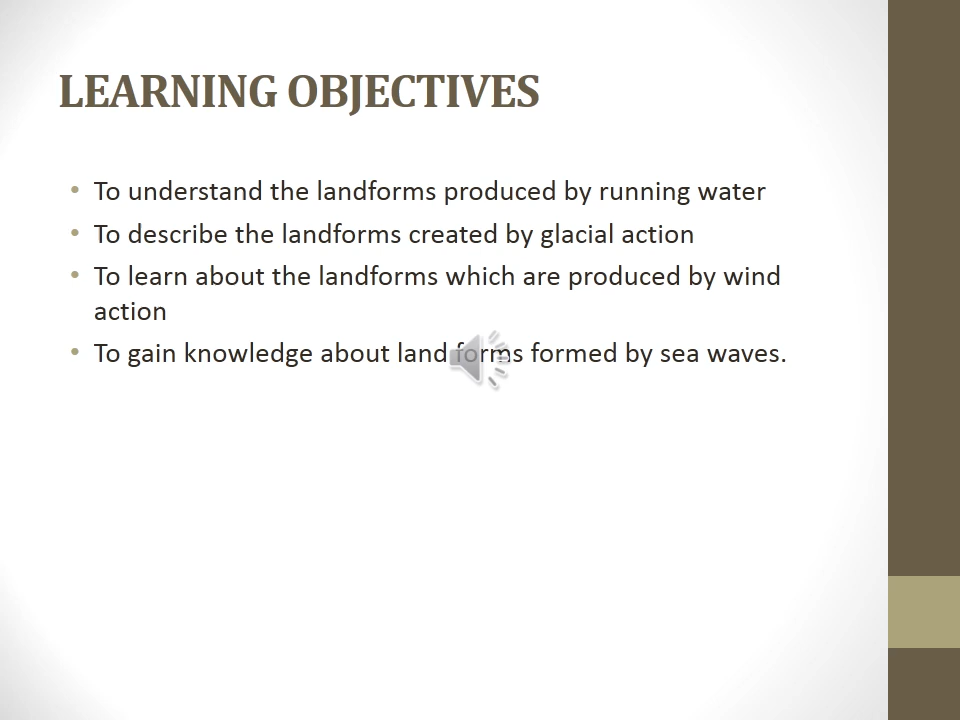 LEARNING OBJECTIVES
• To understand the landforms produced by running water
• To describe the landforms created by glacial action
• To learn about the landforms which are produced by wind
action
• To gain knowledge about land forms formed by sea waves.